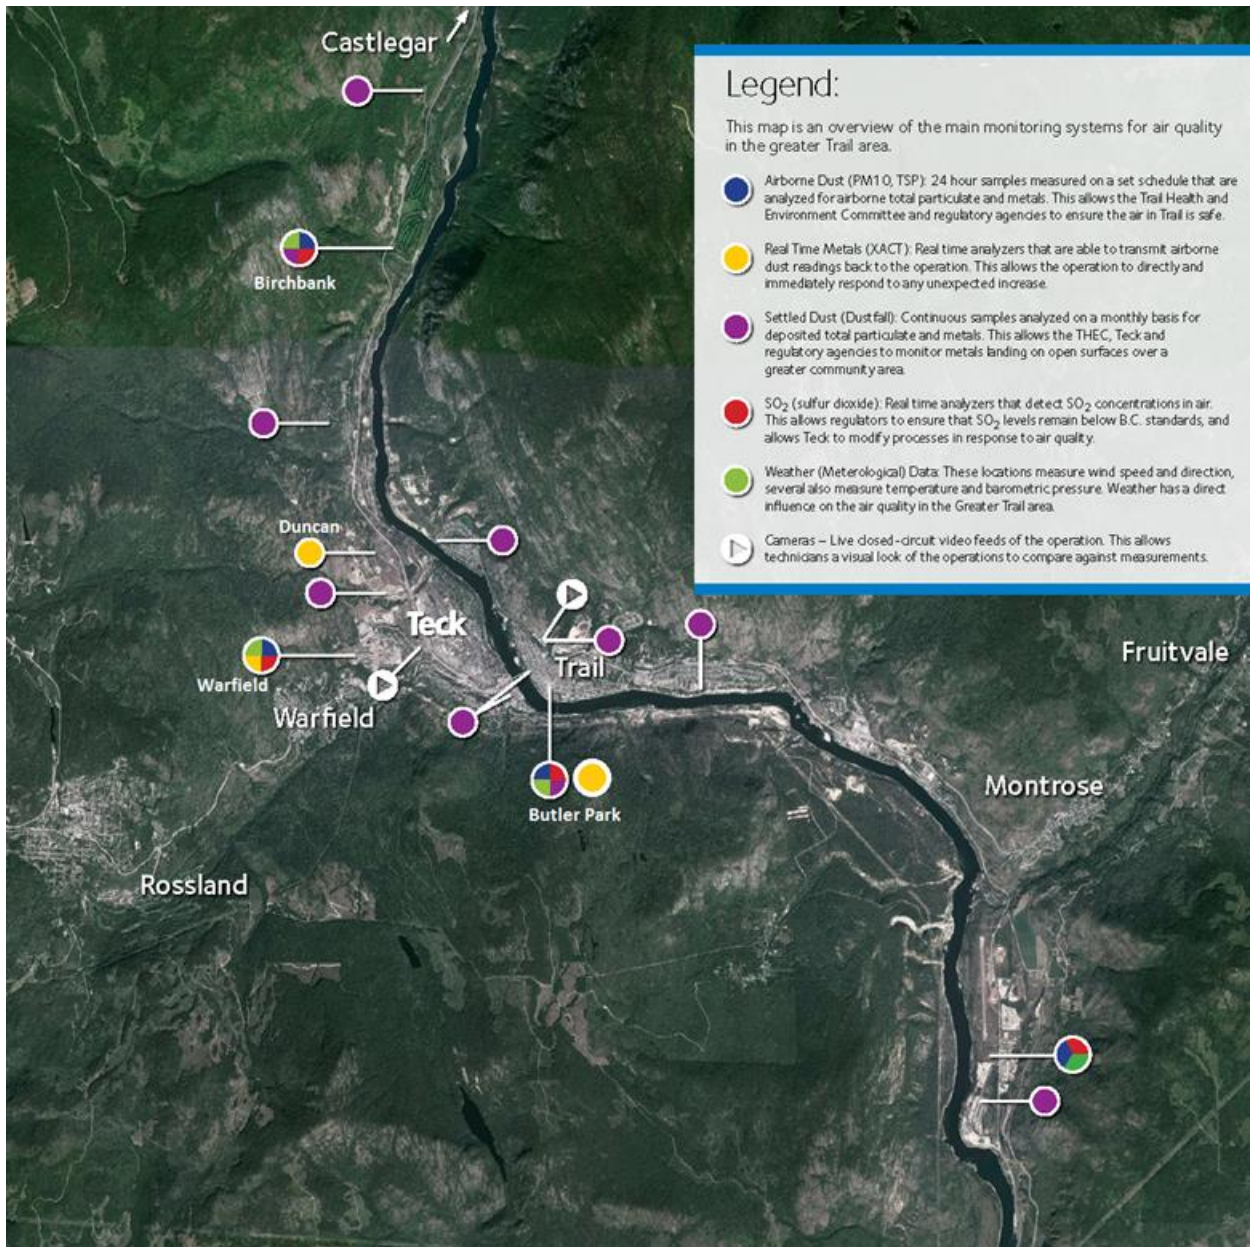 Castlegar
Legend:
This map is an overview of the main monitoring systems for air quality
in the greater Trail area.
Airborne Dust (PM10, TSP): 24 hour samples measured on a set schedule that are
analyzed for airborne total particulate and metals. This allows the Trail Health and
Environment Committee and regulatory agencies to ensure the air in Trail is safe.
Real Time Metals (XACT): Real time analyzers that are able to transmit airborne
dust readings back to the operation. This allows the operation to directly and
immediately respond to any unexpected increase.
Settled Dust (Dustfall): Continuous samples analyzed on a monthly basis for
deposited total particulate and metals. This allows the THEC, Teck and
regulatory agencies to monitor metals landing on open surfaces over a
greater community area.
SO2 (sulfur dioxide): Real time analyzers that detect SO2 concentrations in air.
This allows regulators to ensure that SO2 levels remain below B.C. standards, and
allows Teck to modify processes in response to air quality.
Weather (Meterological) Data: These locations measure wind speed and direction,
several also measure temperature and barometric pressure. Weather has a direct
influence on the air quality in the Greater Trail area.
Cameras – Live closed-circuit video feeds of the operation. This allows
technicians a visual look of the operations to compare against measurements.
Birchbank
Duncan
Teck
Trail
Fruitvale
Warfield
Warfield
Montrose
Butler Park
Rossland